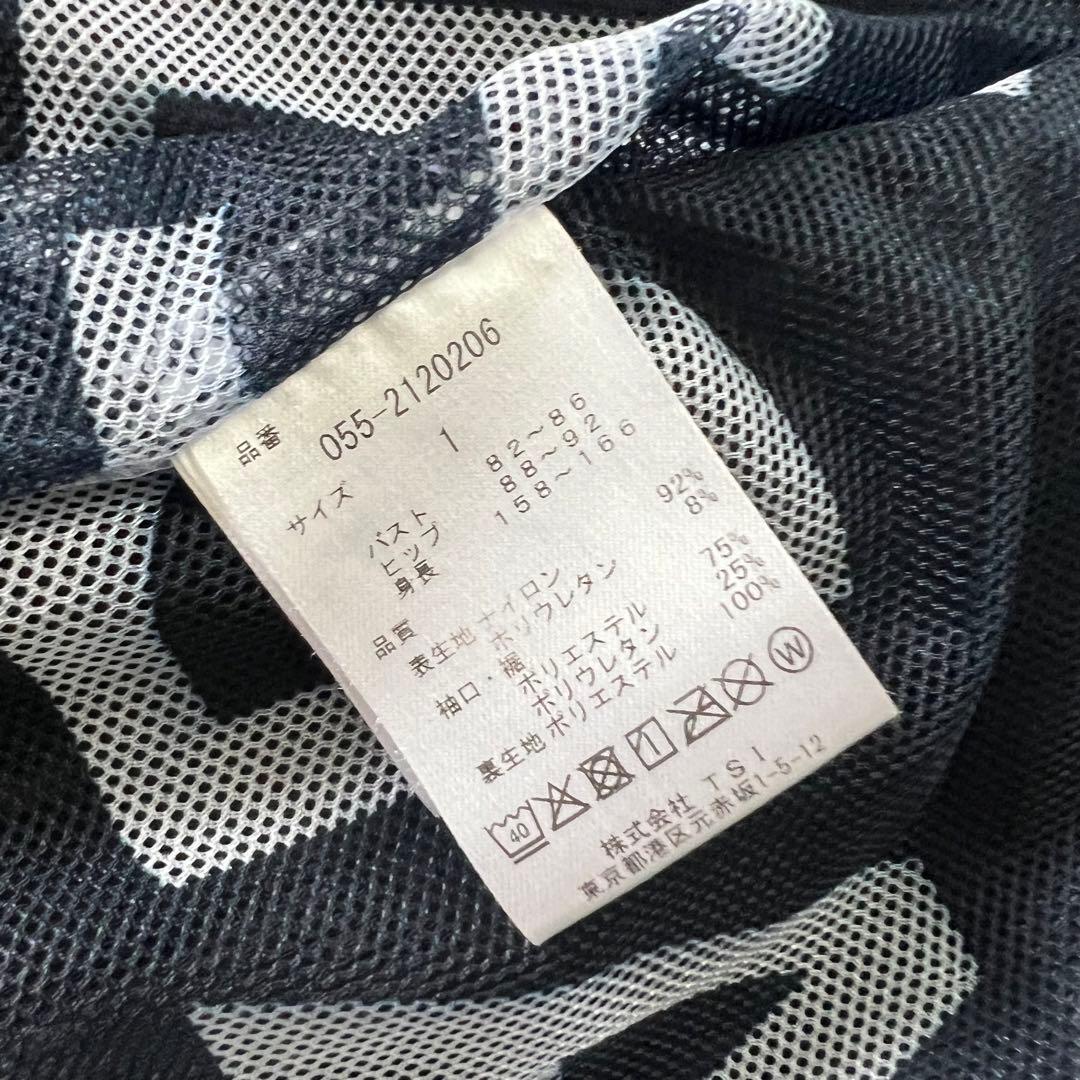 品番 055-2120206
サイズ 1
バスト 82～86
ヒップ 88～92
身長 158～166
品質
表生地 ナイロン 92%
ポリウレタン 8%
袖口・裾 ポリエステル 75%
ポリウレタン 25%
裏生地 ポリエステル 100%
40 1 W
株式会社 TSI
東京都港区元赤坂1-5-12